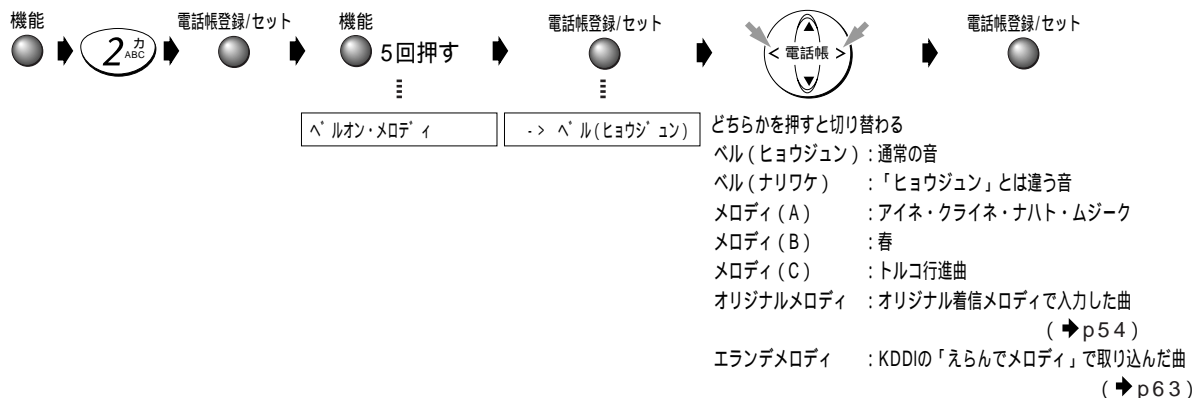 機能
電話帳登録/セット
機能
電話帳登録/セット
電話帳登録/セット
2 カ ABC
5回押す
< 電話帳 >
ベルオン・メロディ
-> ベル(ヒョウジュン)
どちらかを押すと切り替わる
ベル(ヒョウジュン):通常の音
ベル(ナリワケ) :「ヒョウジュン」とは違う音
メロディ(A) :アイネ・クライネ・ナハト・ムジーク
メロディ(B) :春
メロディ(C) :トルコ行進曲
オリジナルメロディ :オリジナル着信メロディで入力した曲
(➡p54)
エランデメロディ :KDDIの「えらんでメロディ」で取り込んだ曲
(➡p63)